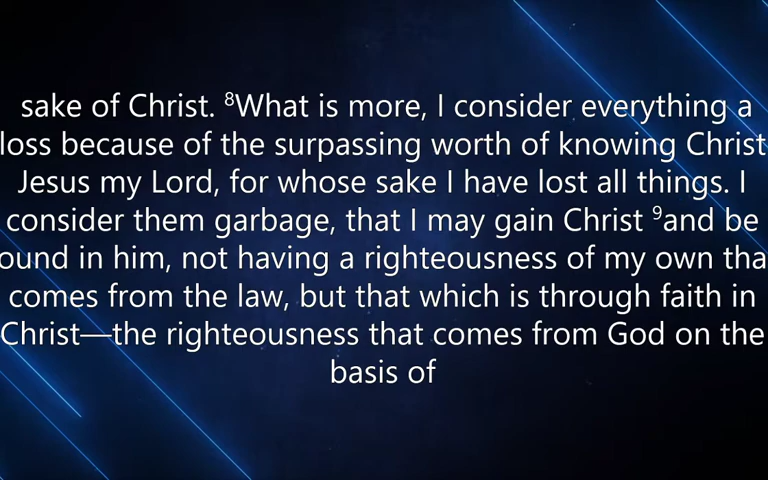 sake of Christ. ⁸What is more, I consider everything a
loss because of the surpassing worth of knowing Christ
Jesus my Lord, for whose sake I have lost all things. I
consider them garbage, that I may gain Christ ⁹and be
ound in him, not having a righteousness of my own tha
comes from the law, but that which is through faith in
Christ—the righteousness that comes from God on the
basis of